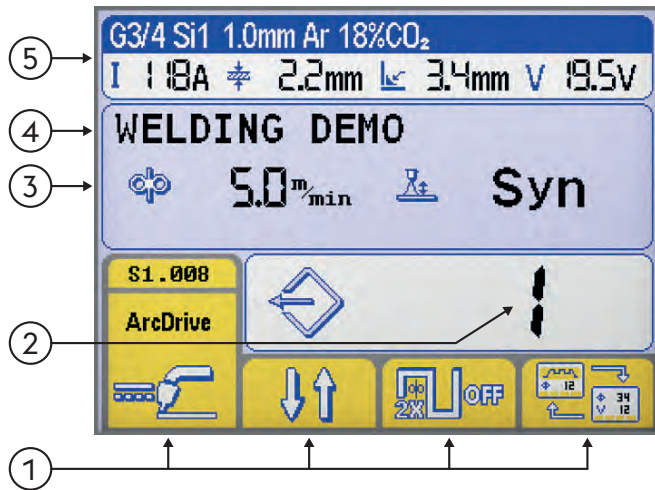 G3/4 Si1 1.0mm Ar 18%CO₂
5
I 118A 2.2mm 3.4mm V 19.5V
4
WELDING DEMO
3
5.0 m/min Syn
S1.008
ArcDrive
1
2
2X OFF
12
34
V 12
1